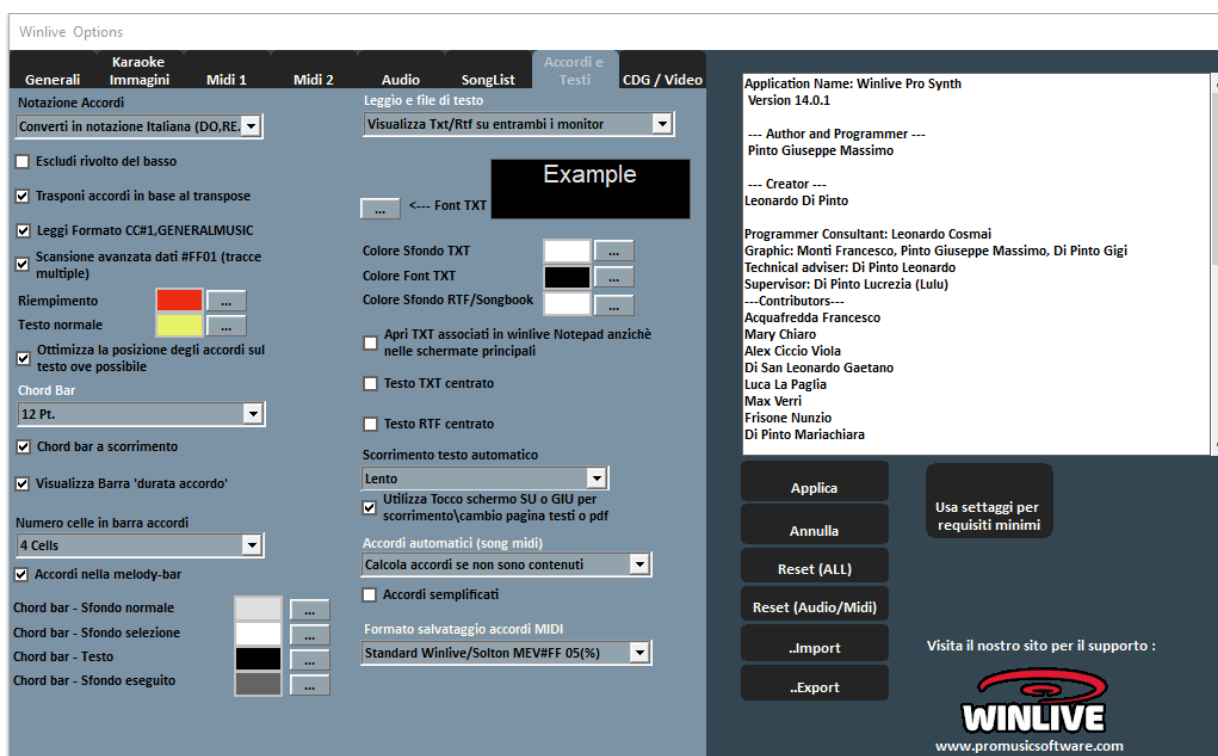 Winlive Options
Generali
Karaoke
Immagini
Midi 1
Midi 2
Audio
SongList
Accordi e
Testi
CDG / Video
Notazione Accordi
Converti in notazione Italiana (DO,RE.
Escludi rivolto del basso
Trasponi accordi in base al transpose
Leggi Formato CC#1,GENERALMUSIC
Scansione avanzata dati #FF01 (tracce
multiple)
Riempimento
...
Testo normale
...
Ottimizza la posizione degli accordi sul
testo ove possibile
Chord Bar
12 Pt.
Chord bar a scorrimento
Visualizza Barra 'durata accordo'
Numero celle in barra accordi
4 Cells
Accordi nella melody-bar
Chord bar - Sfondo normale
...
Chord bar - Sfondo selezione
...
Chord bar - Testo
...
Chord bar - Sfondo eseguito
...
Leggio e file di testo
Visualizza Txt/Rtf su entrambi i monitor
Example
... <--- Font TXT
Colore Sfondo TXT
...
Colore Font TXT
...
Colore Sfondo RTF/Songbook
...
Apri TXT associati in winlive Notepad anzichè
nelle schermate principali
Testo TXT centrato
Testo RTF centrato
Scorrimento testo automatico
Lento
Utilizza Tocco schermo SU o GIU per
scorrimento\cambio pagina testi o pdf
Accordi automatici (song midi)
Calcola accordi se non sono contenuti
Accordi semplificati
Formato salvataggio accordi MIDI
Standard Winlive/Solton MEV#FF 05(%)
Application Name: Winlive Pro Synth
Version 14.0.1
--- Author and Programmer ---
Pinto Giuseppe Massimo
--- Creator ---
Leonardo Di Pinto
Programmer Consultant: Leonardo Cosmai
Graphic: Monti Francesco, Pinto Giuseppe Massimo, Di Pinto Gigi
Technical adviser: Di Pinto Leonardo
Supervisor: Di Pinto Lucrezia (Lulu)
---Contributors---
Acquafredda Francesco
Mary Chiaro
Alex Ciccio Viola
Di San Leonardo Gaetano
Luca La Paglia
Max Verri
Frisone Nunzio
Di Pinto Mariachiara
Applica
Annulla
Reset (ALL)
Reset (Audio/Midi)
..Import
..Export
Usa settaggi per
requisiti minimi
Visita il nostro sito per il supporto :
WINLIVE
www.promusicsoftware.com